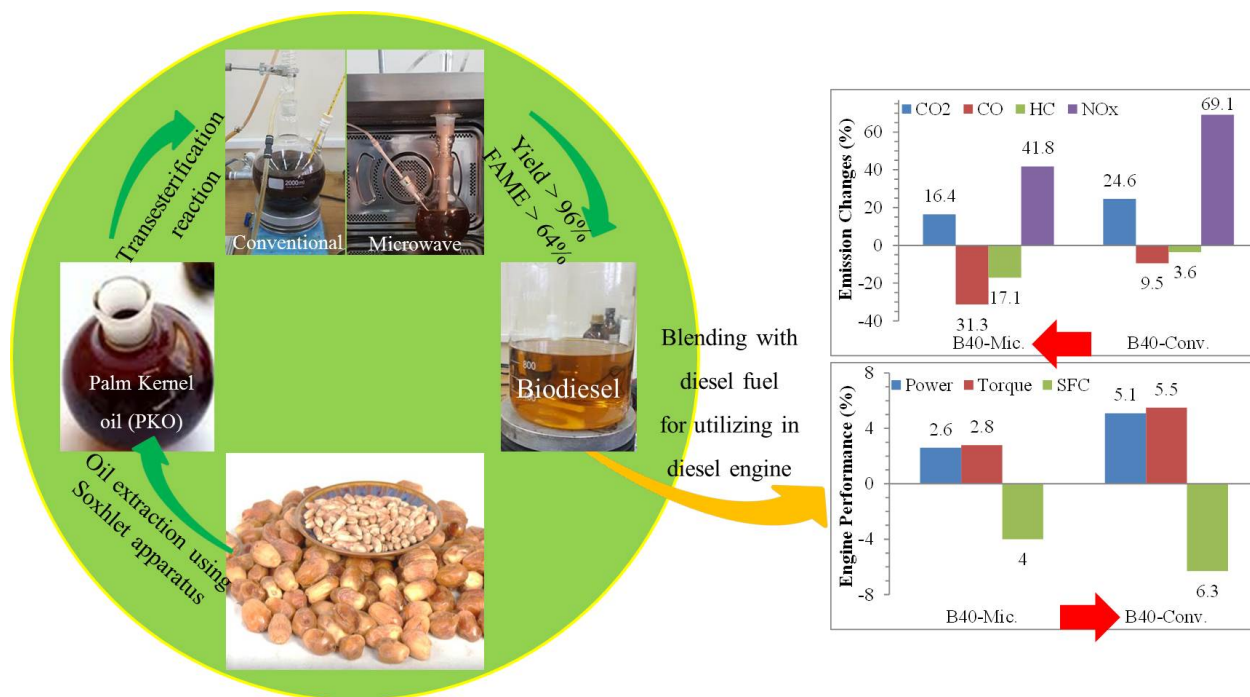 Transesterification
reaction
2000ml
Conventional
Microwave
Yield > 96%
FAME > 64%
Palm Kernel
oil (PKO)
800
Biodiesel
Oil extraction using
Soxhlet apparatus
Blending with
diesel fuel
for utilizing in
diesel engine
Emission Changes (%)
CO2 CO HC NOx
60
40
20
0
-20
-40
16.4
31.3
17.1
41.8
24.6
9.5
3.6
69.1
B40-Mic. B40-Conv.
Engine Performance (%)
Power Torque SFC
8
4
0
-4
-8
2.6
2.8
4
5.1
5.5
6.3
B40-Mic. B40-Conv.